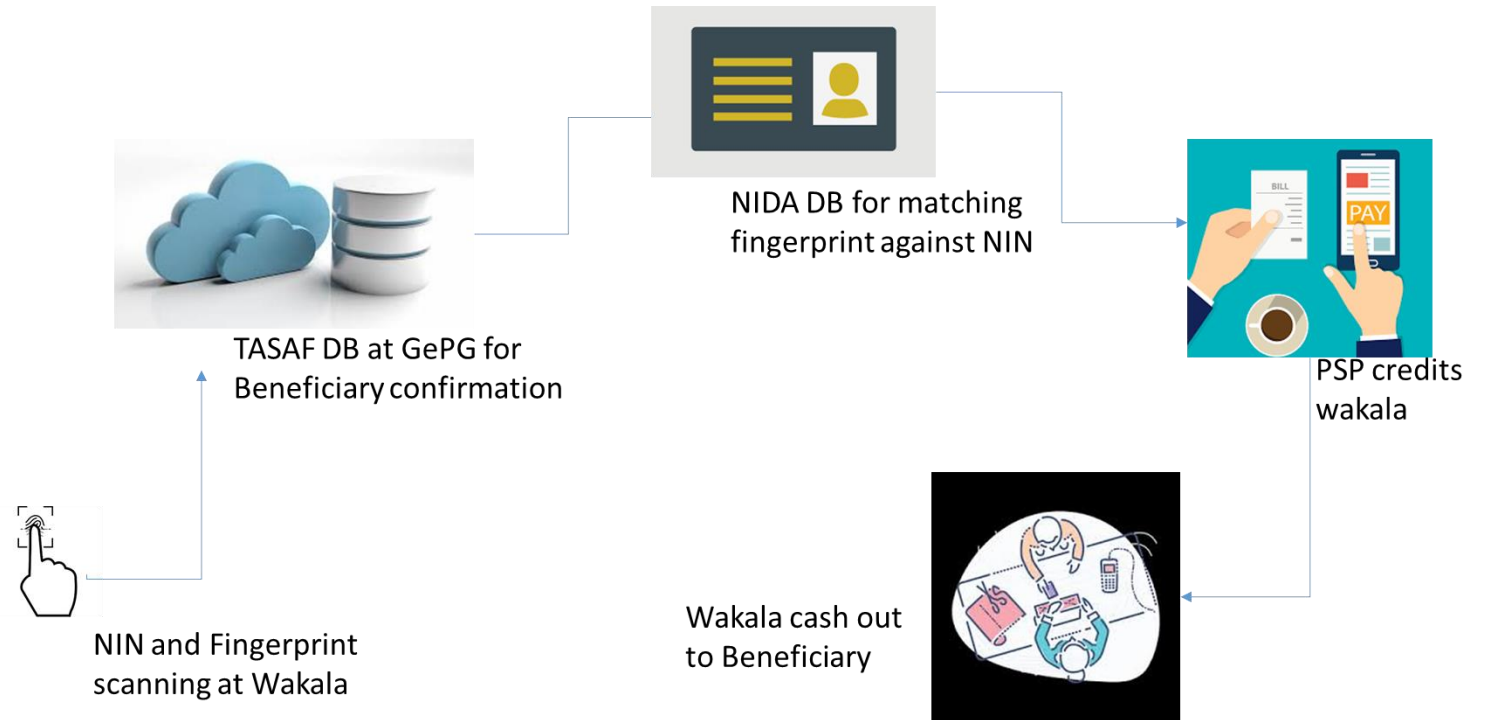 NIDA DB for matching
fingerprint against NIN
BILL
PAY
TASAF DB at GePG for
Beneficiary confirmation
PSP credits
wakala
Wakala cash out
to Beneficiary
NIN and Fingerprint
scanning at Wakala